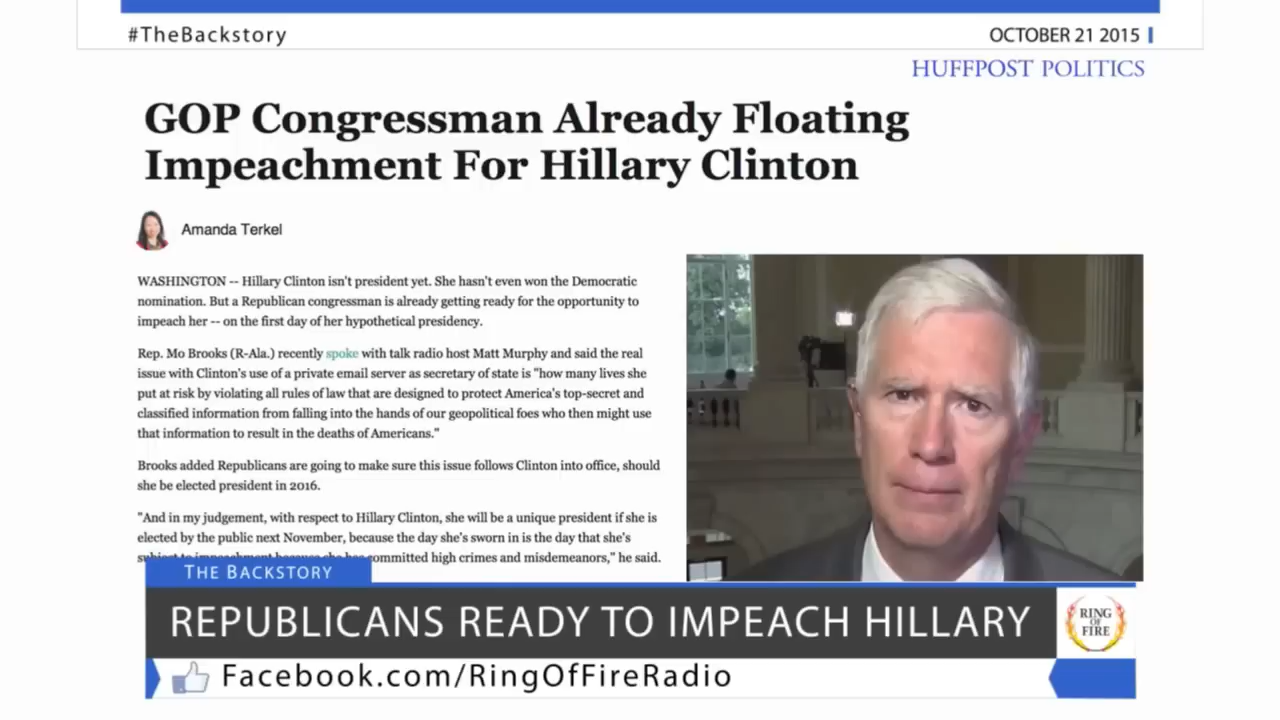 #TheBackstory
OCTOBER 21 2015
HUFFPOST POLITICS
GOP Congressman Already Floating
Impeachment For Hillary Clinton
Amanda Terkel
WASHINGTON -- Hillary Clinton isn't president yet. She hasn't even won the Democratic
nomination. But a Republican congressman is already getting ready for the opportunity to
impeach her -- on the first day of her hypothetical presidency.
Rep. Mo Brooks (R-Ala.) recently spoke with talk radio host Matt Murphy and said the real
issue with Clinton's use of a private email server as secretary of state is "how many lives she
put at risk by violating all rules of law that are designed to protect America's top-secret and
classified information from falling into the hands of our geopolitical foes who then might use
that information to result in the deaths of Americans."
Brooks added Republicans are going to make sure this issue follows Clinton into office, should
she be elected president in 2016.
"And in my judgement, with respect to Hillary Clinton, she will be a unique president if she is
elected by the public next November, because the day she's sworn in is the day that she's
subject to impeachment because she has committed high crimes and misdemeanors," he said.
THE BACKSTORY
REPUBLICANS READY TO IMPEACH HILLARY
RING
OF
FIRE
Facebook.com/RingOfFireRadio